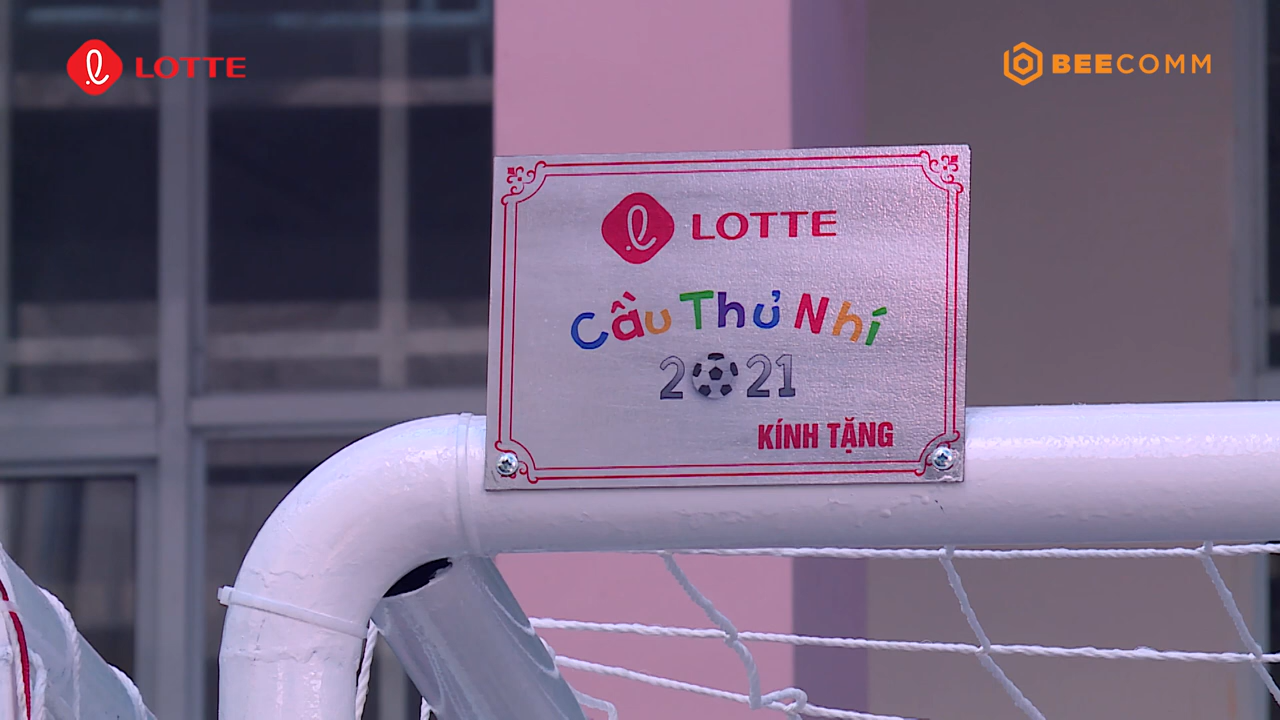 LOTTE
BEECOMM
LOTTE
Cầu Thủ Nhí
2021
KÍNH TẶNG